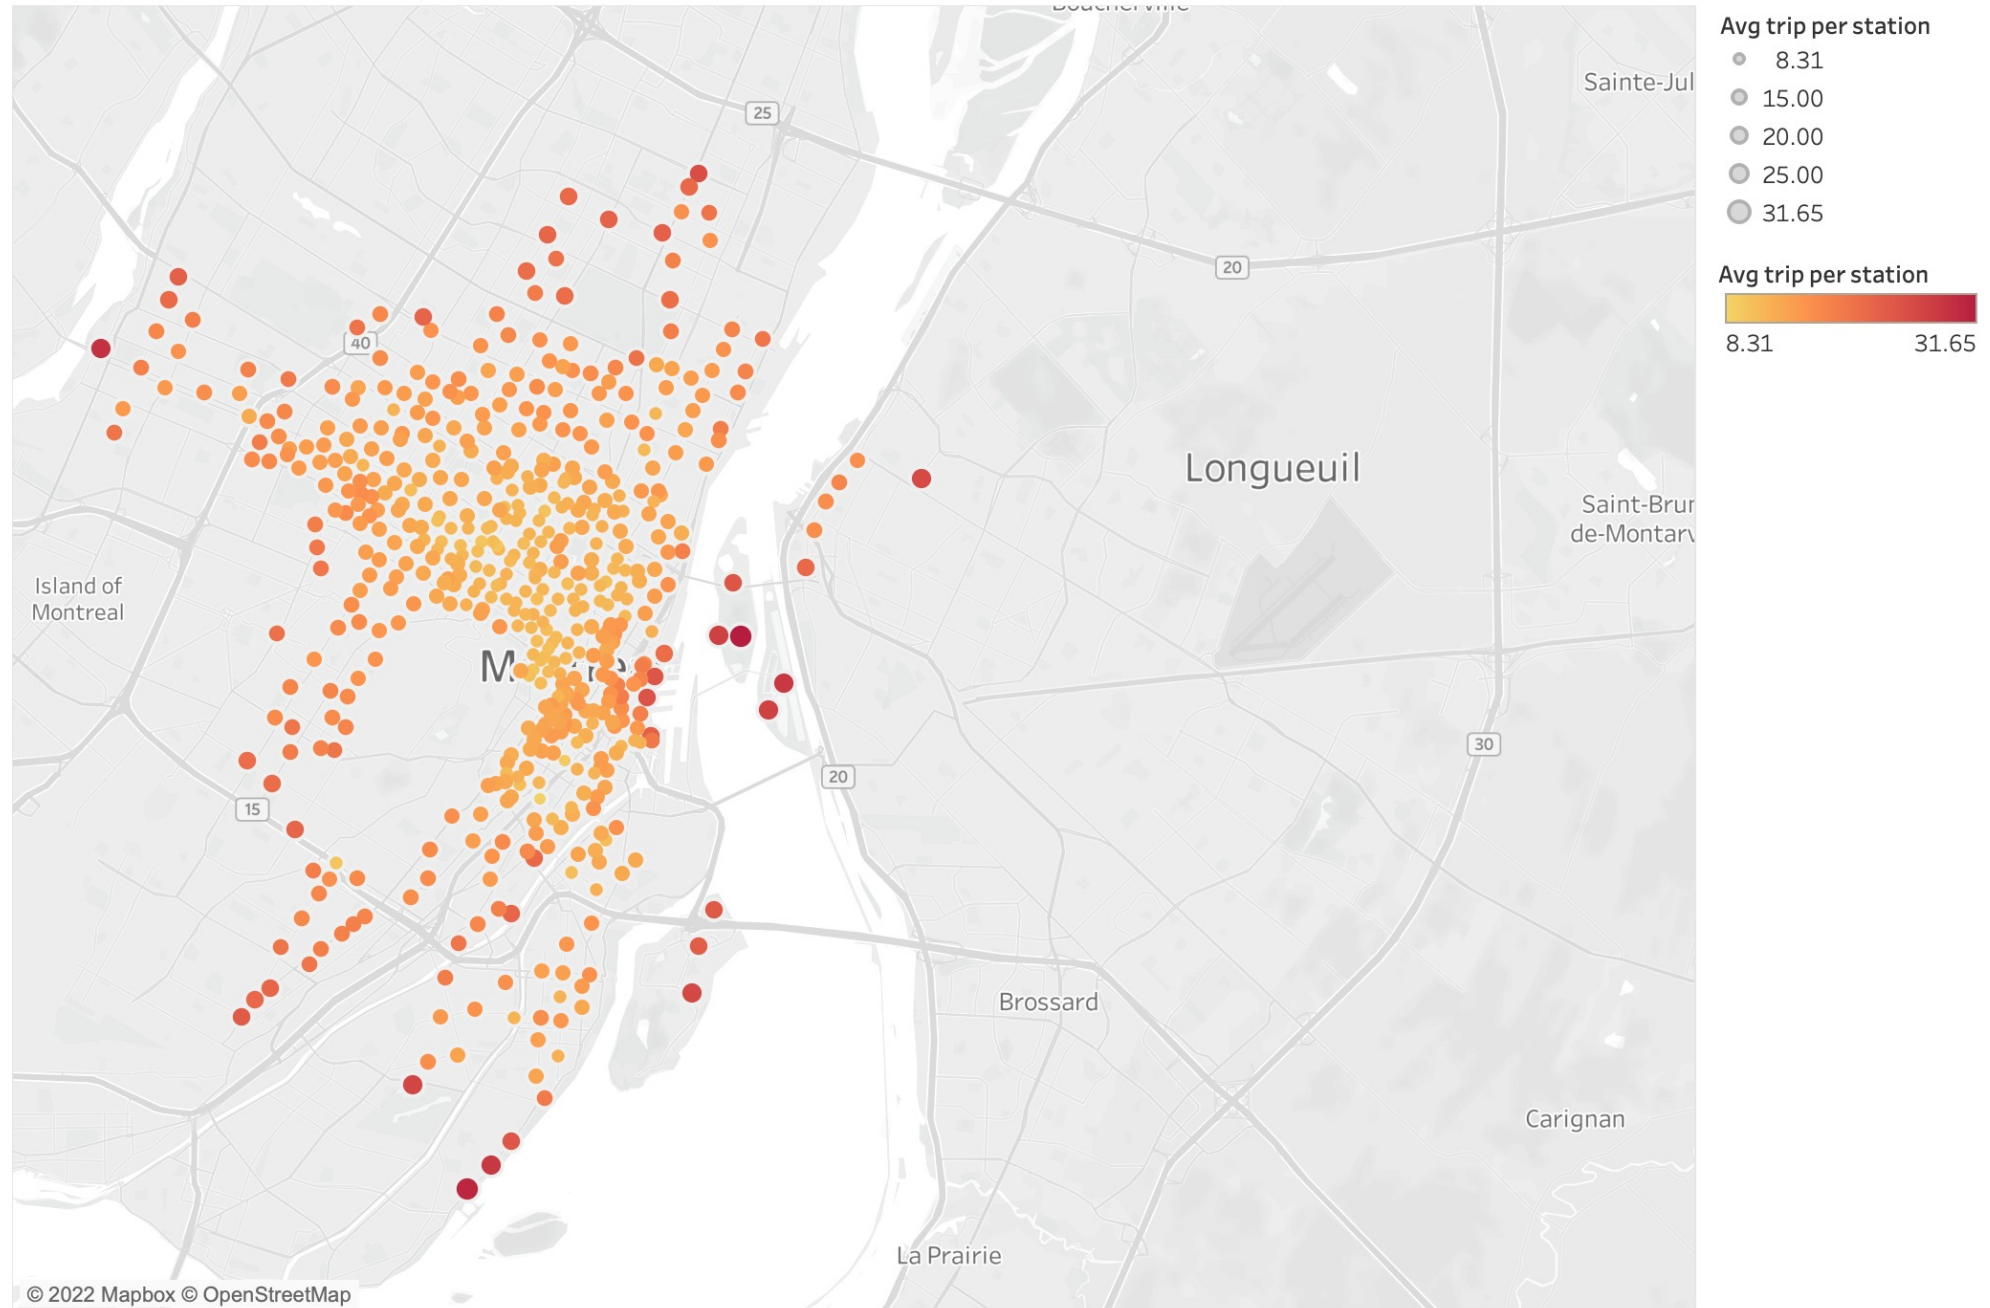 Boucherville
25
Sainte-Jul
20
40
Longueuil
Saint-Brun
de-Montarv
Island of
Montreal
30
20
15
Brossard
Carignan
La Prairie
© 2022 Mapbox © OpenStreetMap
Avg trip per station
8.31
15.00
20.00
25.00
31.65
Avg trip per station
8.31
31.65